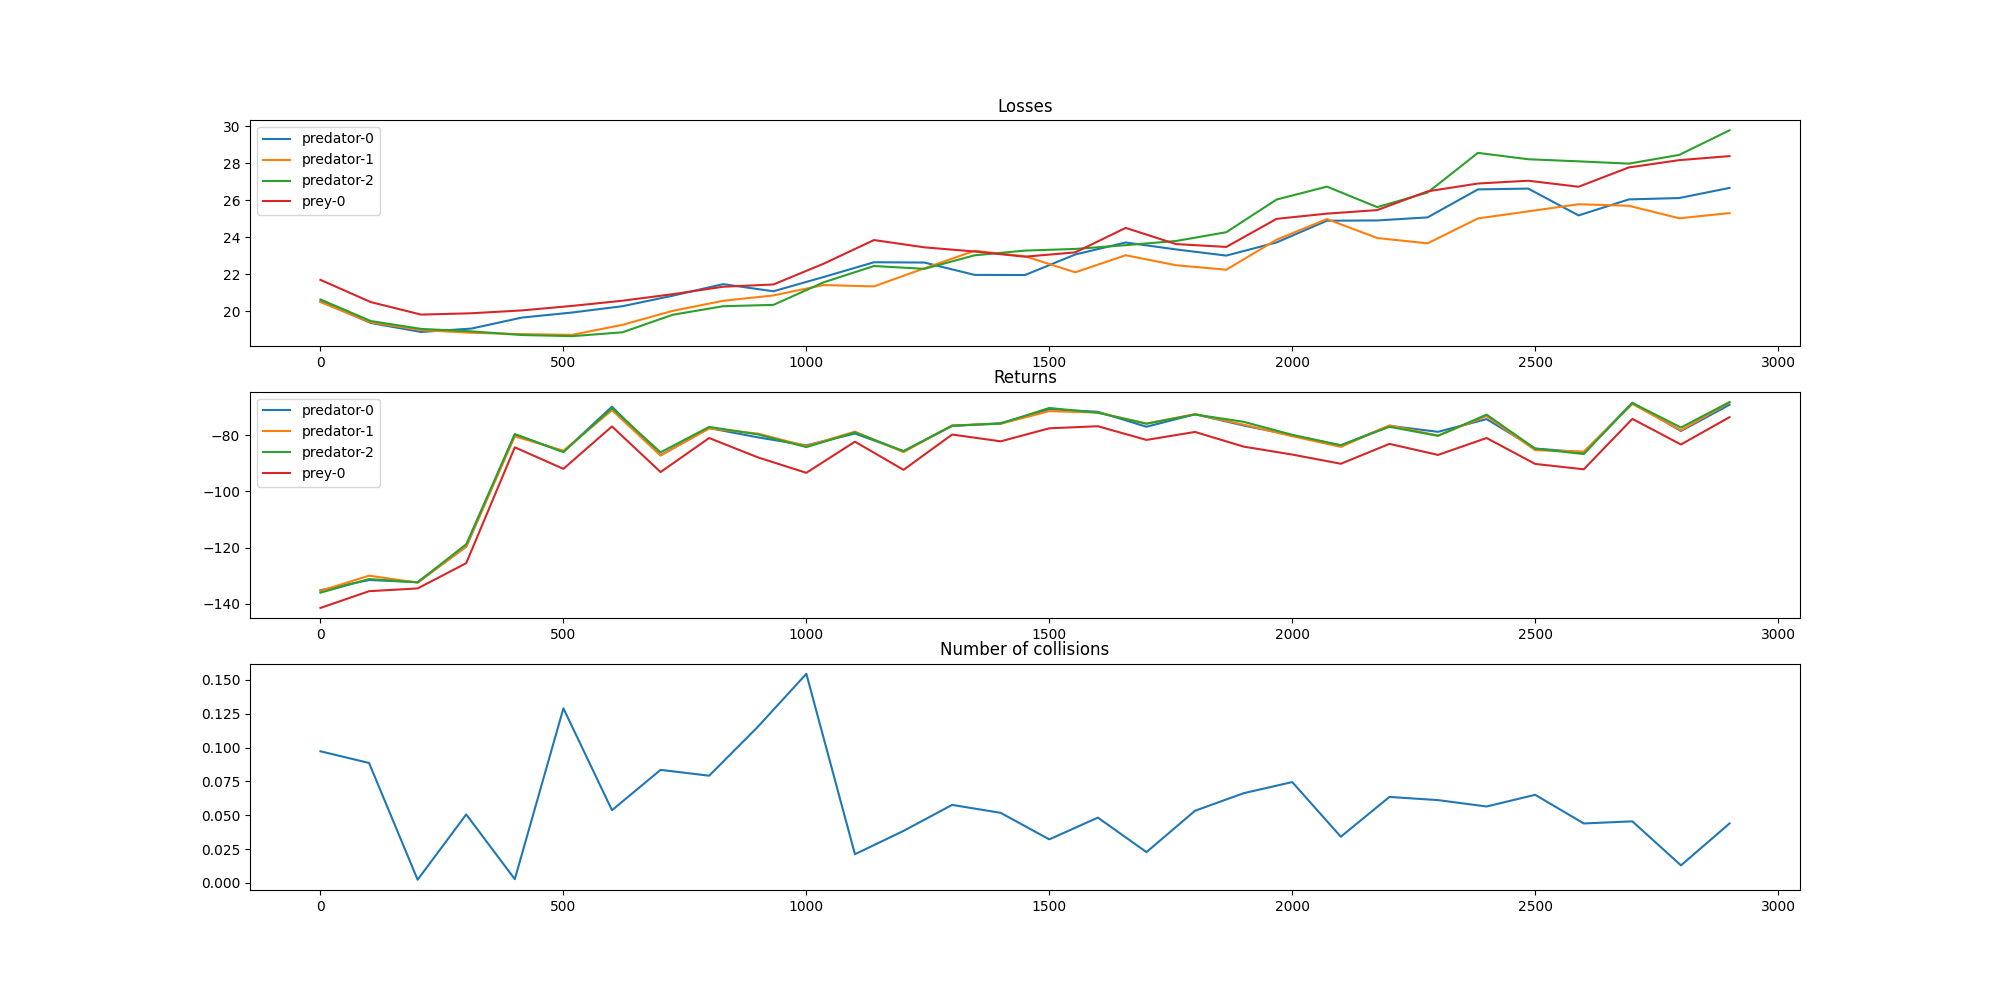 Losses
30
28
26
24
22
20
predator-0
predator-1
predator-2
prey-0
0 500 1000 1500 2000 2500 3000
Returns
−80
−100
−120
−140
predator-0
predator-1
predator-2
prey-0
0 500 1000 1500 2000 2500 3000
Number of collisions
0.150
0.125
0.100
0.075
0.050
0.025
0.000
0 500 1000 1500 2000 2500 3000